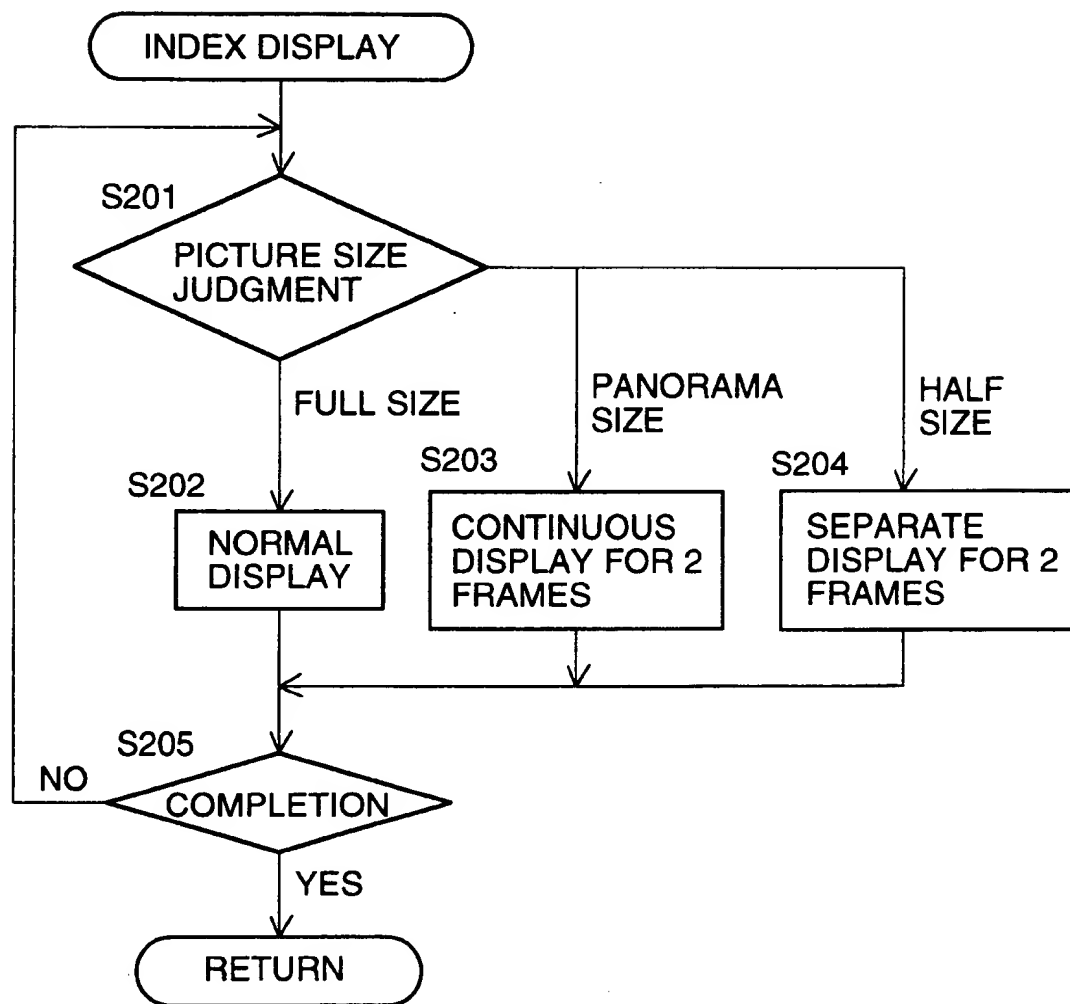 INDEX DISPLAY
S201
PICTURE SIZE
JUDGMENT
FULL SIZE
PANORAMA
SIZE
HALF
SIZE
S202
NORMAL
DISPLAY
S203
CONTINUOUS
DISPLAY FOR 2
FRAMES
S204
SEPARATE
DISPLAY FOR 2
FRAMES
S205
NO
COMPLETION
YES
RETURN